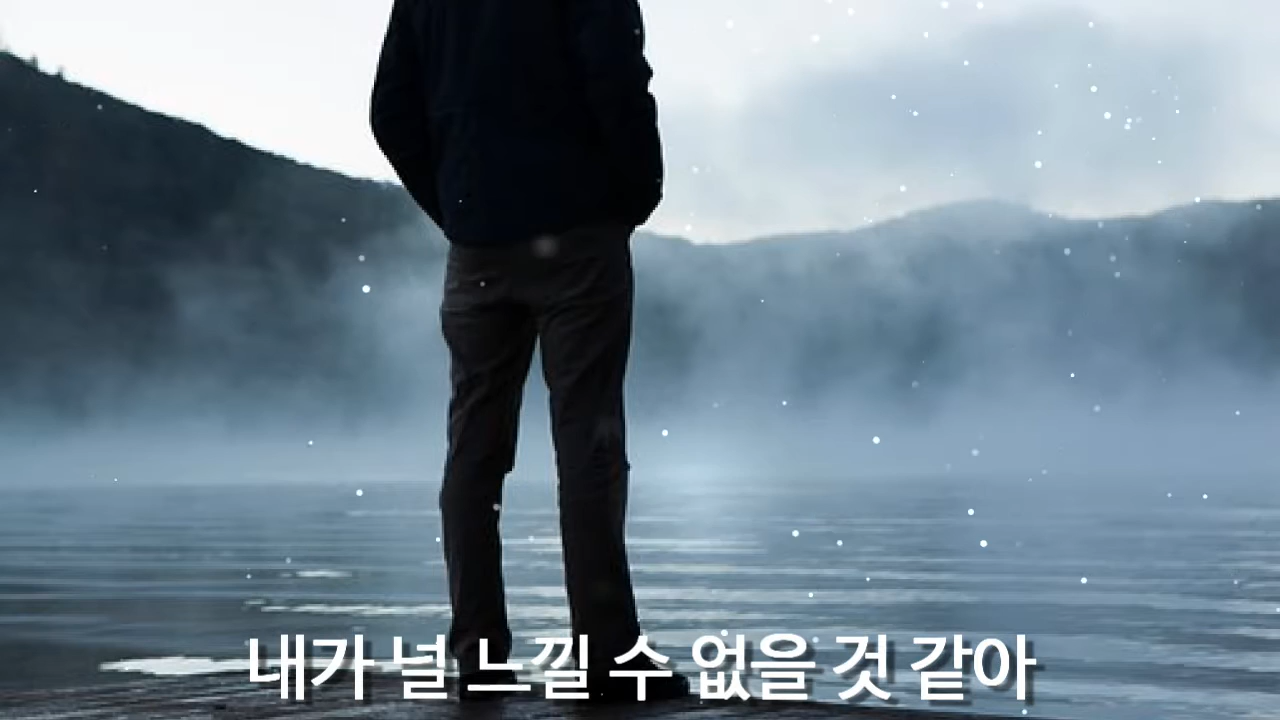 내가 널 느낄 수 없을 것 같아